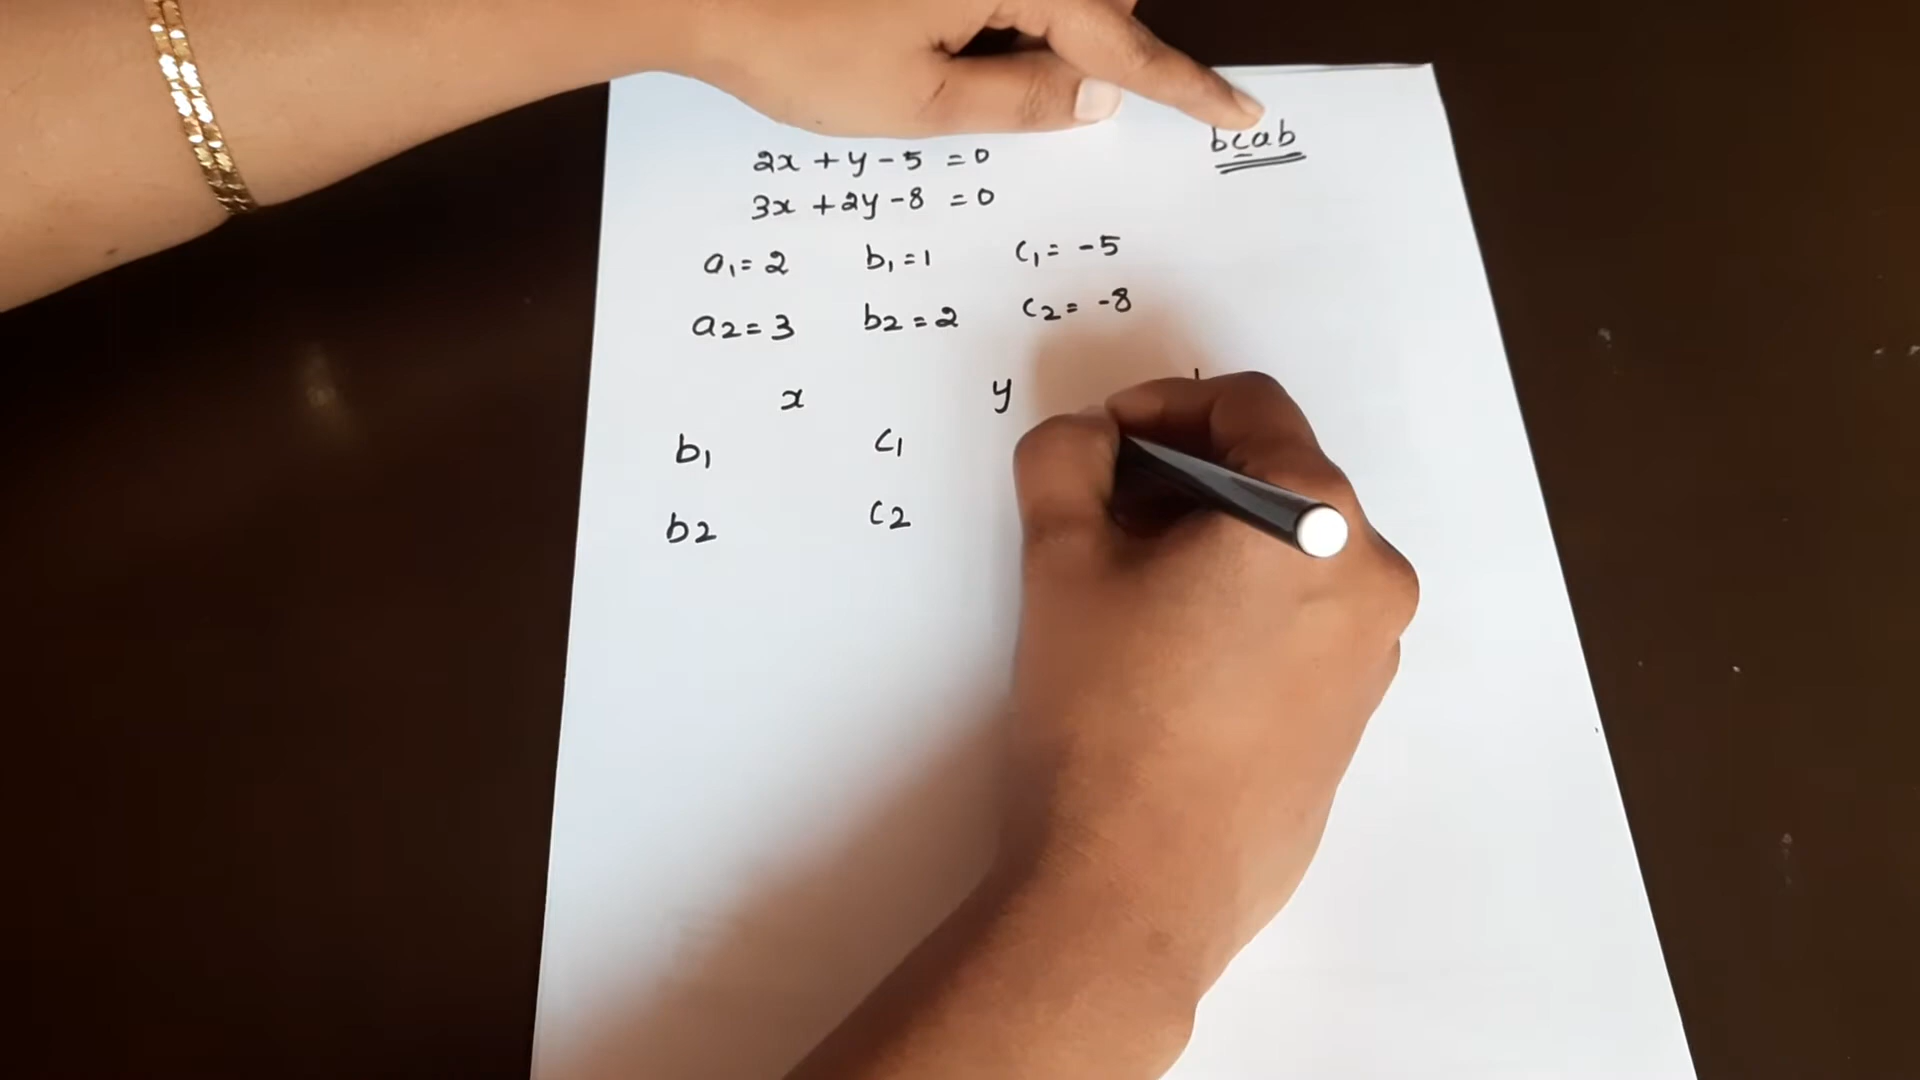 bcab
2x + y - 5 = 0
3x + 2y - 8 = 0
a₁ = 2 b₁ = 1 c₁ = -5
a2 = 3 b2 = 2 c2 = -8
x y
b₁ c₁
b2 c2